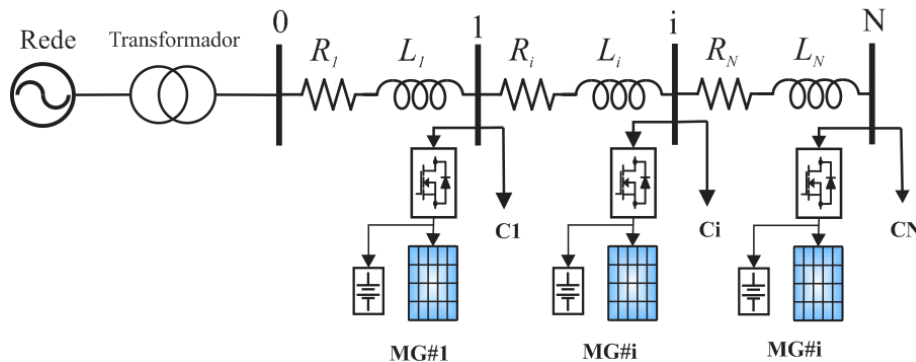 Rede
Transformador
0
R1
L1
1
Ri
Li
i
RN
LN
N
C1
Ci
CN
MG#1
MG#i
MG#i